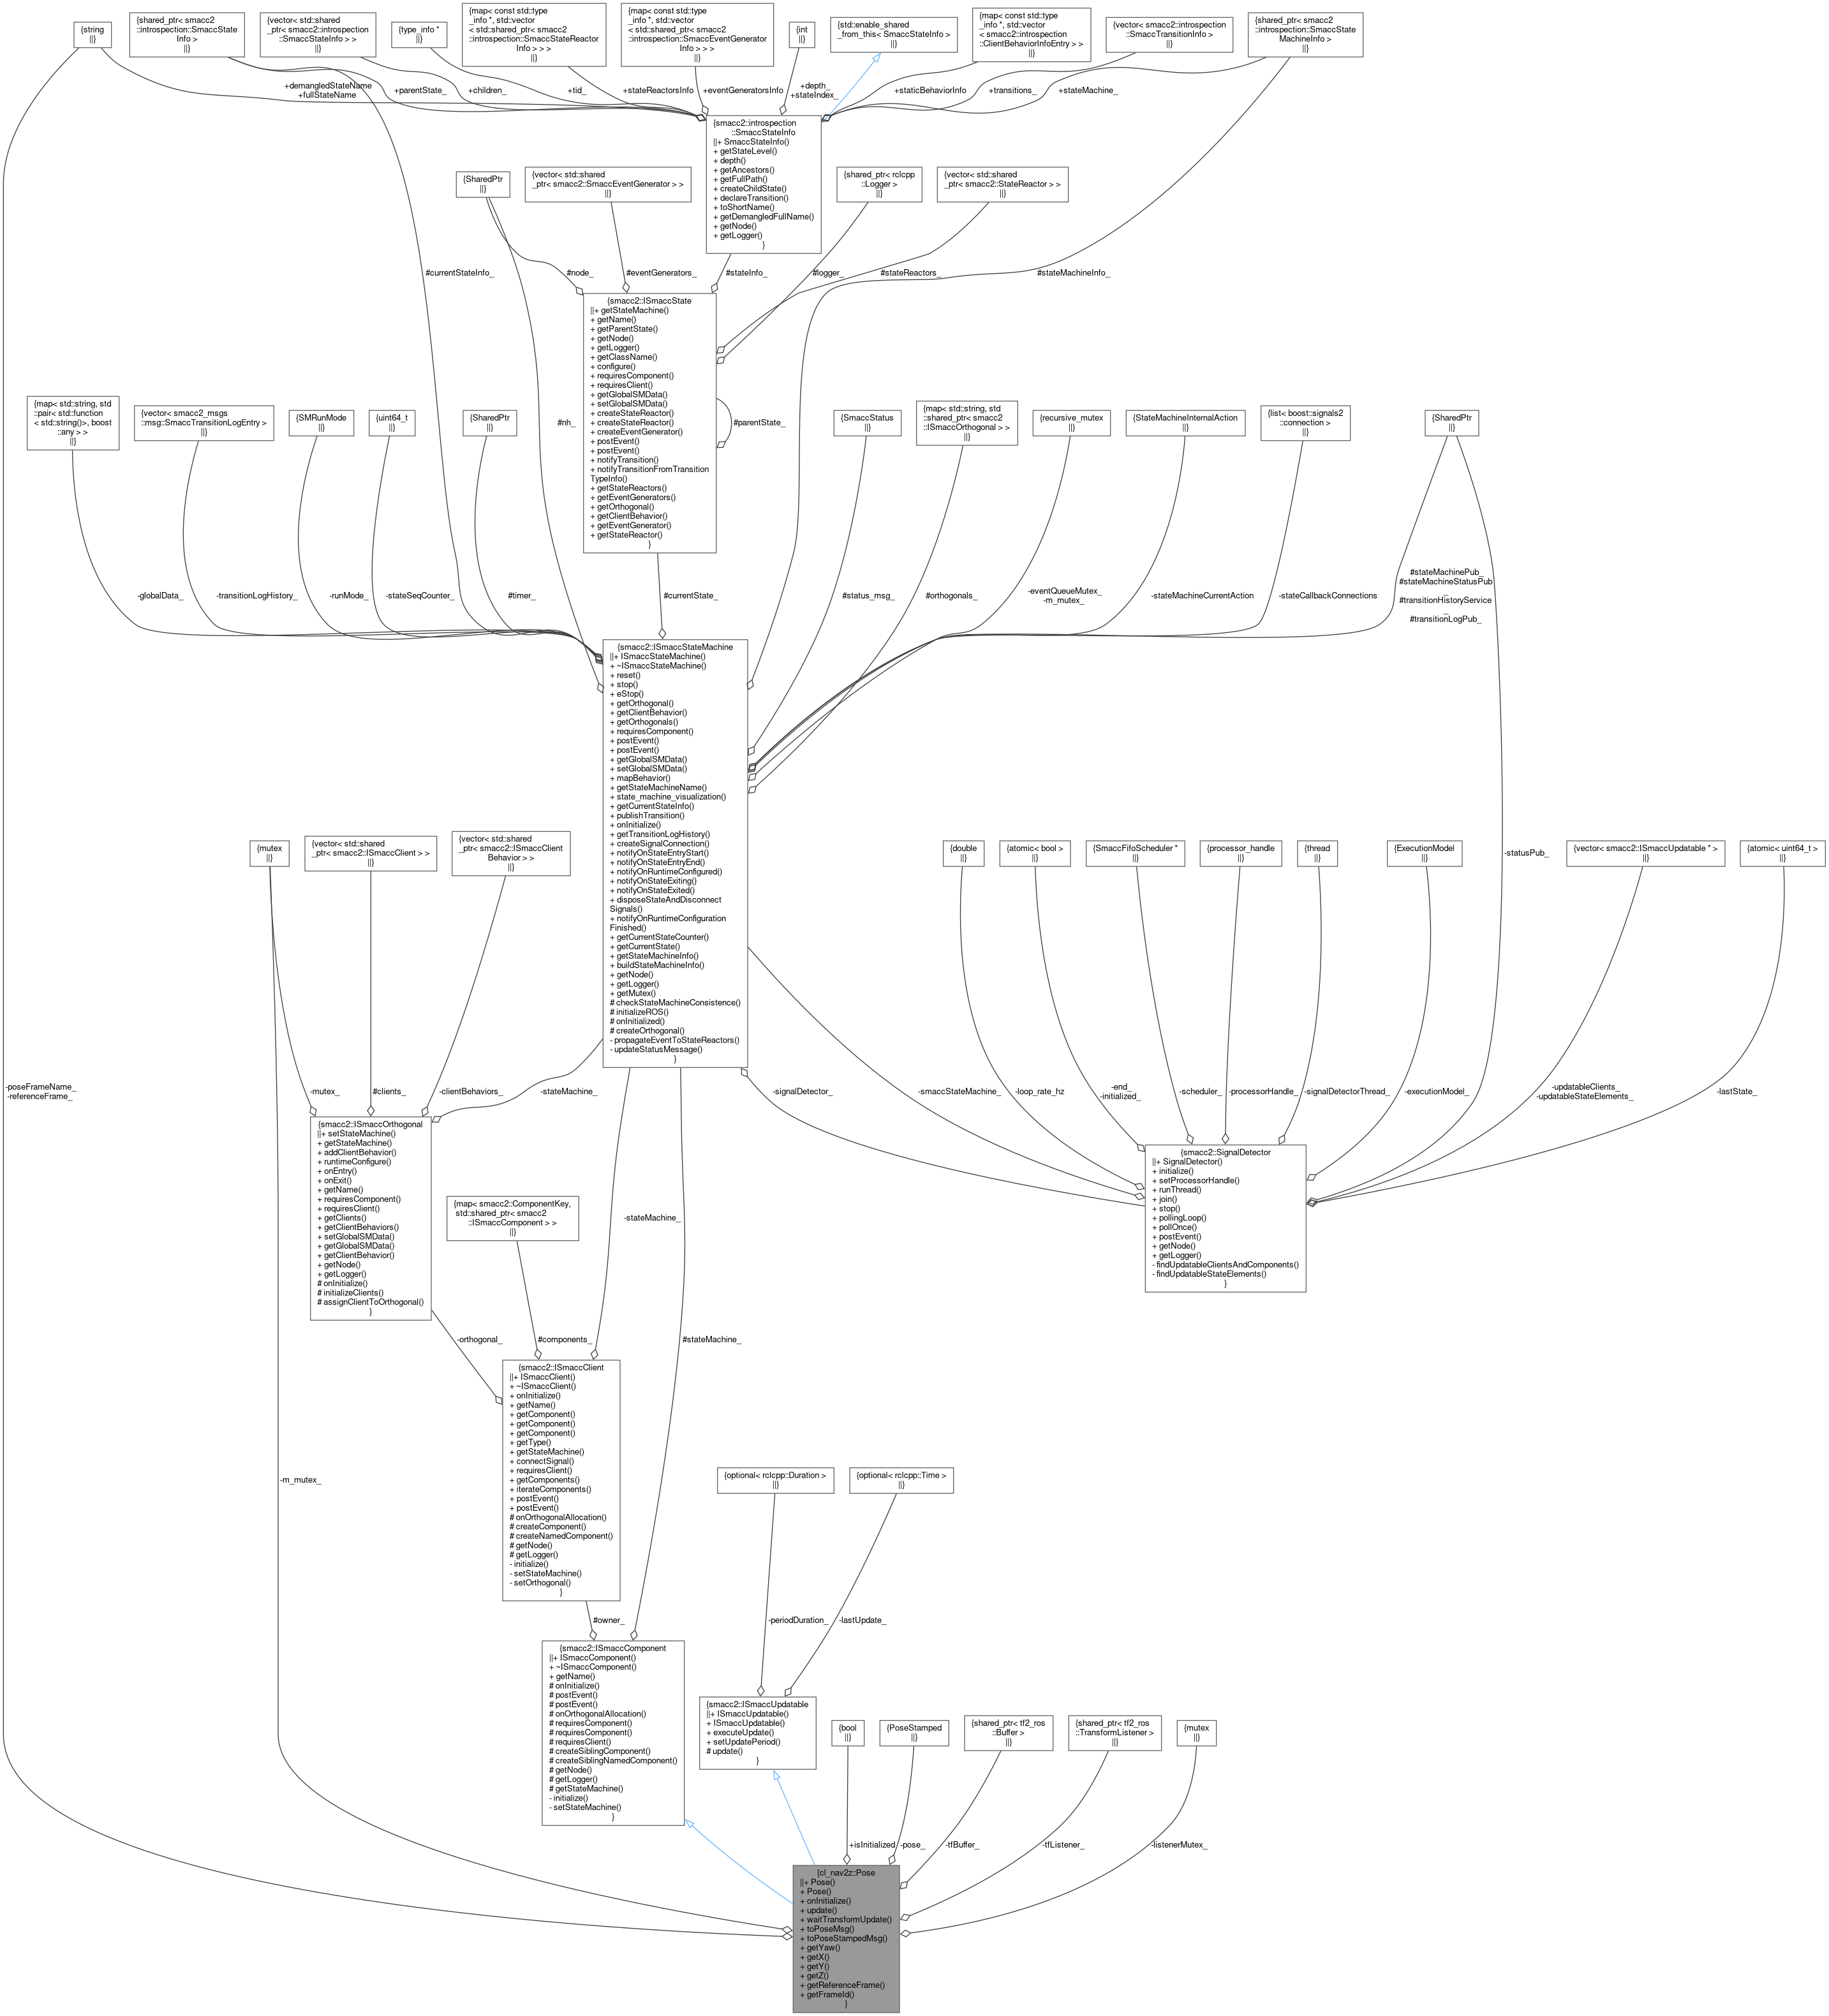 {string
||}
{shared_ptr< smacc2
::introspection::SmaccState
Info >
||}
{vector< std::shared
_ptr< smacc2::introspection
::SmaccStateInfo > >
||}
{type_info *
||}
{map< const std::type
_info *, std::vector
< std::shared_ptr< smacc2
::introspection::SmaccStateReactor
Info > > >
||}
{map< const std::type
_info *, std::vector
< std::shared_ptr< smacc2
::introspection::SmaccEventGenerator
Info > > >
||}
{int
||}
{std::enable_shared
_from_this< SmaccStateInfo >
||}
{map< const std::type
_info *, std::vector
< smacc2::introspection
::ClientBehaviorInfoEntry > >
||}
{vector< smacc2::introspection
::SmaccTransitionInfo >
||}
{shared_ptr< smacc2
::introspection::SmaccState
MachineInfo >
||}
+demangledStateName
+fullStateName
+parentState_
+children_
+tid_
+stateReactorsInfo
+eventGeneratorsInfo
+depth_
+stateIndex_
+staticBehaviorInfo
+transitions_
+stateMachine_
{smacc2::introspection
::SmaccStateInfo
||+ SmaccStateInfo()
+ getStateLevel()
+ depth()
+ getAncestors()
+ getFullPath()
+ createChildState()
+ declareTransition()
+ toShortName()
+ getDemangledFullName()
+ getNode()
+ getLogger()
}
{SharedPtr
||}
{vector< std::shared
_ptr< smacc2::SmaccEventGenerator > >
||}
{shared_ptr< rclcpp
::Logger >
||}
{vector< std::shared
_ptr< smacc2::StateReactor > >
||}
#currentStateInfo_
#node_
#eventGenerators_
#stateInfo_
#logger_
#stateReactors_
#stateMachineInfo_
{smacc2::ISmaccState
||+ getStateMachine()
+ getName()
+ getParentState()
+ getNode()
+ getLogger()
+ getClassName()
+ configure()
+ requiresComponent()
+ requiresClient()
+ getGlobalSMData()
+ setGlobalSMData()
+ createStateReactor()
+ createStateReactor()
+ createEventGenerator()
+ postEvent()
+ postEvent()
+ notifyTransition()
+ notifyTransitionFromTransition
TypeInfo()
+ getStateReactors()
+ getEventGenerators()
+ getOrthogonal()
+ getClientBehavior()
+ getEventGenerator()
+ getStateReactor()
}
#parentState_
#nh_
{map< std::string, std
::pair< std::function
< std::string()>, boost
::any > >
||}
{vector< smacc2_msgs
::msg::SmaccTransitionLogEntry >
||}
{SMRunMode
||}
{uint64_t
||}
{SharedPtr
||}
{SmaccStatus
||}
{map< std::string, std
::shared_ptr< smacc2
::ISmaccOrthogonal > >
||}
{recursive_mutex
||}
{StateMachineInternalAction
||}
{list< boost::signals2
::connection >
||}
{SharedPtr
||}
-globalData_
-transitionLogHistory_
-runMode_
-stateSeqCounter_
#timer_
#currentState_
#status_msg_
#orthogonals_
-eventQueueMutex_
-m_mutex_
-stateMachineCurrentAction
-stateCallbackConnections
#stateMachinePub_
#stateMachineStatusPub
_
#transitionHistoryService
_
#transitionLogPub_
{smacc2::ISmaccStateMachine
||+ ISmaccStateMachine()
+ ~ISmaccStateMachine()
+ reset()
+ stop()
+ eStop()
+ getOrthogonal()
+ getClientBehavior()
+ getOrthogonals()
+ requiresComponent()
+ postEvent()
+ postEvent()
+ getGlobalSMData()
+ setGlobalSMData()
+ mapBehavior()
+ getStateMachineName()
+ state_machine_visualization()
+ getCurrentStateInfo()
+ publishTransition()
+ onInitialize()
+ getTransitionLogHistory()
+ createSignalConnection()
+ notifyOnStateEntryStart()
+ notifyOnStateEntryEnd()
+ notifyOnRuntimeConfigured()
+ notifyOnStateExiting()
+ notifyOnStateExited()
+ disposeStateAndDisconnect
Signals()
+ notifyOnRuntimeConfiguration
Finished()
+ getCurrentStateCounter()
+ getCurrentState()
+ getStateMachineInfo()
+ buildStateMachineInfo()
+ getNode()
+ getLogger()
+ getMutex()
# checkStateMachineConsistence()
# initializeROS()
# onInitialized()
# createOrthogonal()
- propagateEventToStateReactors()
- updateStatusMessage()
}
{mutex
||}
{vector< std::shared
_ptr< smacc2::ISmaccClient > >
||}
{vector< std::shared
_ptr< smacc2::ISmaccClient
Behavior > >
||}
{double
||}
{atomic< bool >
||}
{SmaccFifoScheduler *
||}
{processor_handle
||}
{thread
||}
{ExecutionModel
||}
-statusPub_
{vector< smacc2::ISmaccUpdatable * >
||}
{atomic< uint64_t >
||}
-poseFrameName_
-referenceFrame_
-mutex_
#clients_
-clientBehaviors_
-stateMachine_
-signalDetector_
-smaccStateMachine_
-loop_rate_hz
-end_
-initialized_
-scheduler_
-processorHandle_
-signalDetectorThread_
-executionModel_
-updatableClients_
-updatableStateElements_
-lastState_
{smacc2::ISmaccOrthogonal
||+ setStateMachine()
+ getStateMachine()
+ addClientBehavior()
+ runtimeConfigure()
+ onEntry()
+ onExit()
+ getName()
+ requiresComponent()
+ requiresClient()
+ getClients()
+ getClientBehaviors()
+ setGlobalSMData()
+ getGlobalSMData()
+ getClientBehavior()
+ getNode()
+ getLogger()
# onInitialize()
# initializeClients()
# assignClientToOrthogonal()
}
{smacc2::SignalDetector
||+ SignalDetector()
+ initialize()
+ setProcessorHandle()
+ runThread()
+ join()
+ stop()
+ pollingLoop()
+ pollOnce()
+ postEvent()
+ getNode()
+ getLogger()
- findUpdatableClientsAndComponents()
- findUpdatableStateElements()
}
{map< smacc2::ComponentKey,
std::shared_ptr< smacc2
::ISmaccComponent > >
||}
-stateMachine_
-orthogonal_
#components_
#stateMachine_
{smacc2::ISmaccClient
||+ ISmaccClient()
+ ~ISmaccClient()
+ onInitialize()
+ getName()
+ getComponent()
+ getComponent()
+ getComponent()
+ getType()
+ getStateMachine()
+ connectSignal()
+ requiresClient()
+ getComponents()
+ iterateComponents()
+ postEvent()
+ postEvent()
# onOrthogonalAllocation()
# createComponent()
# createNamedComponent()
# getNode()
# getLogger()
- initialize()
- setStateMachine()
- setOrthogonal()
}
-m_mutex_
{optional< rclcpp::Duration >
||}
{optional< rclcpp::Time >
||}
#owner_
-periodDuration_
-lastUpdate_
{smacc2::ISmaccComponent
||+ ISmaccComponent()
+ ~ISmaccComponent()
+ getName()
# onInitialize()
# postEvent()
# postEvent()
# onOrthogonalAllocation()
# requiresComponent()
# requiresComponent()
# requiresClient()
# createSiblingComponent()
# createSiblingNamedComponent()
# getNode()
# getLogger()
# getStateMachine()
- initialize()
- setStateMachine()
}
{smacc2::ISmaccUpdatable
||+ ISmaccUpdatable()
+ ISmaccUpdatable()
+ executeUpdate()
+ setUpdatePeriod()
# update()
}
{bool
||}
{PoseStamped
||}
{shared_ptr< tf2_ros
::Buffer >
||}
{shared_ptr< tf2_ros
::TransformListener >
||}
{mutex
||}
+isInitialized
-pose_
-tfBuffer_
-tfListener_
-listenerMutex_
{cl_nav2z::Pose
||+ Pose()
+ Pose()
+ onInitialize()
+ update()
+ waitTransformUpdate()
+ toPoseMsg()
+ toPoseStampedMsg()
+ getYaw()
+ getX()
+ getY()
+ getZ()
+ getReferenceFrame()
+ getFrameId()
}